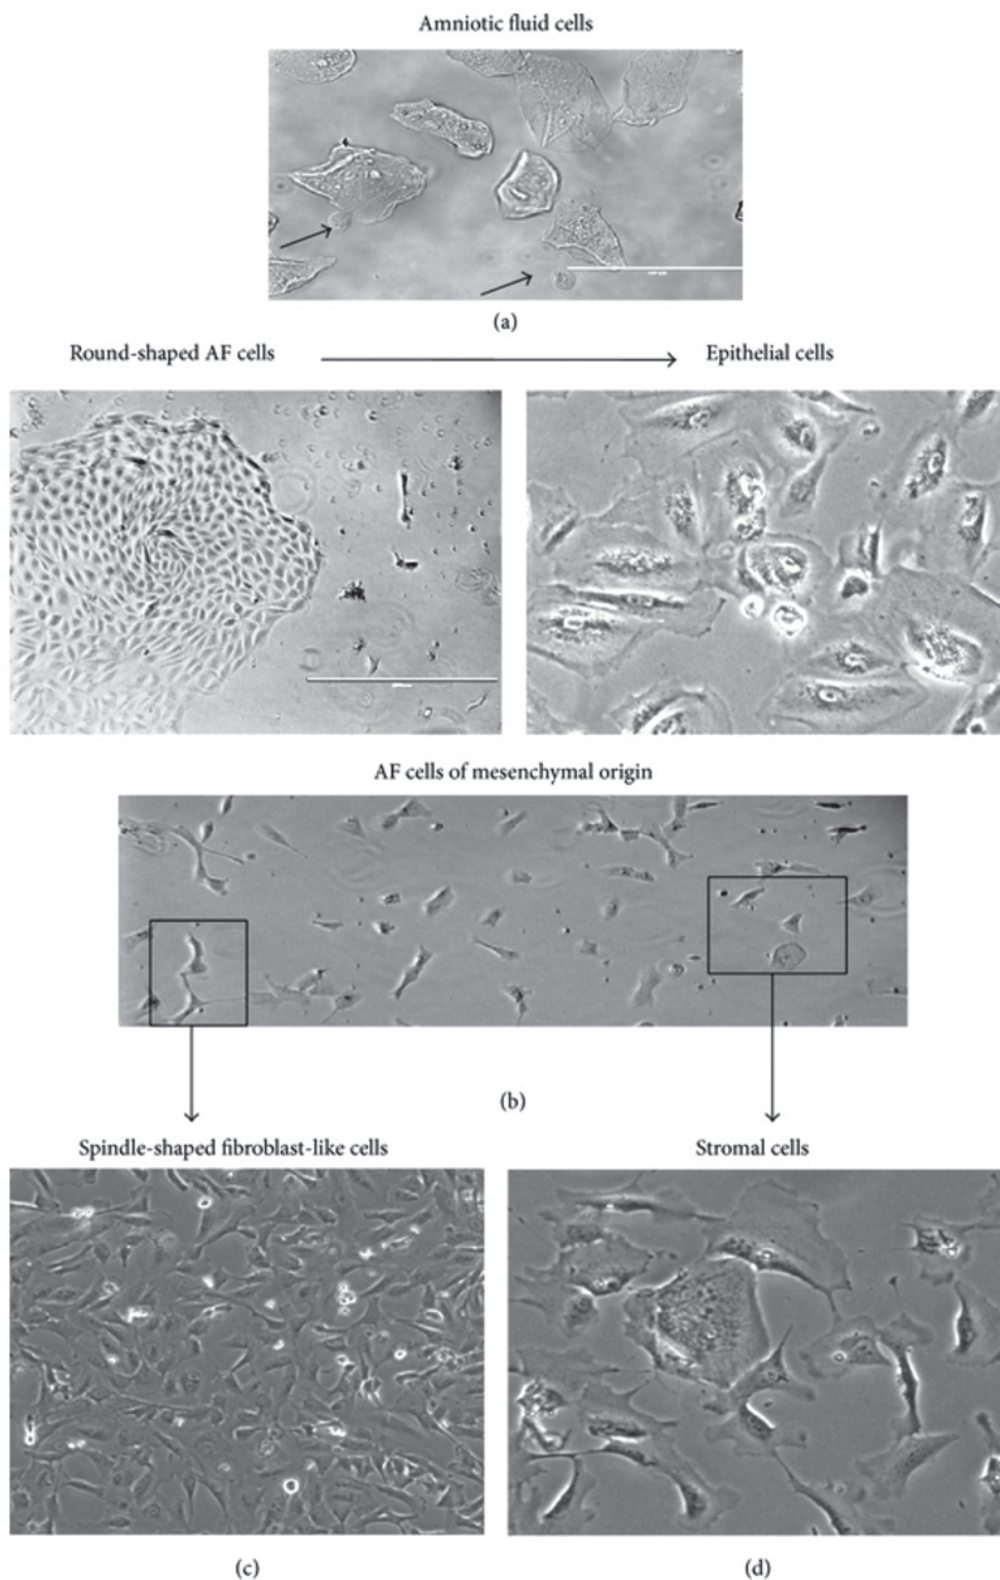 Amniotic fluid cells
(a)
Round-shaped AF cells
Epithelial cells
AF cells of mesenchymal origin
(b)
Spindle-shaped fibroblast-like cells
Stromal cells
(c)
(d)